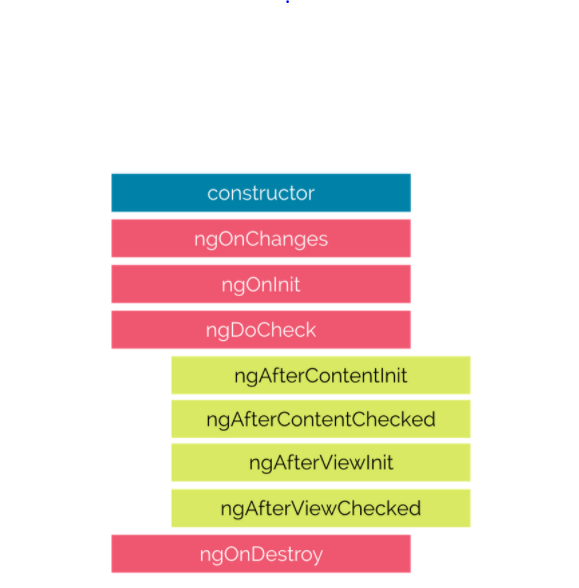 constructor
ngOnChanges
ngOnInit
ngDoCheck
ngAfterContentInit
ngAfterContentChecked
ngAfterViewInit
ngAfterViewChecked
ngOnDestroy